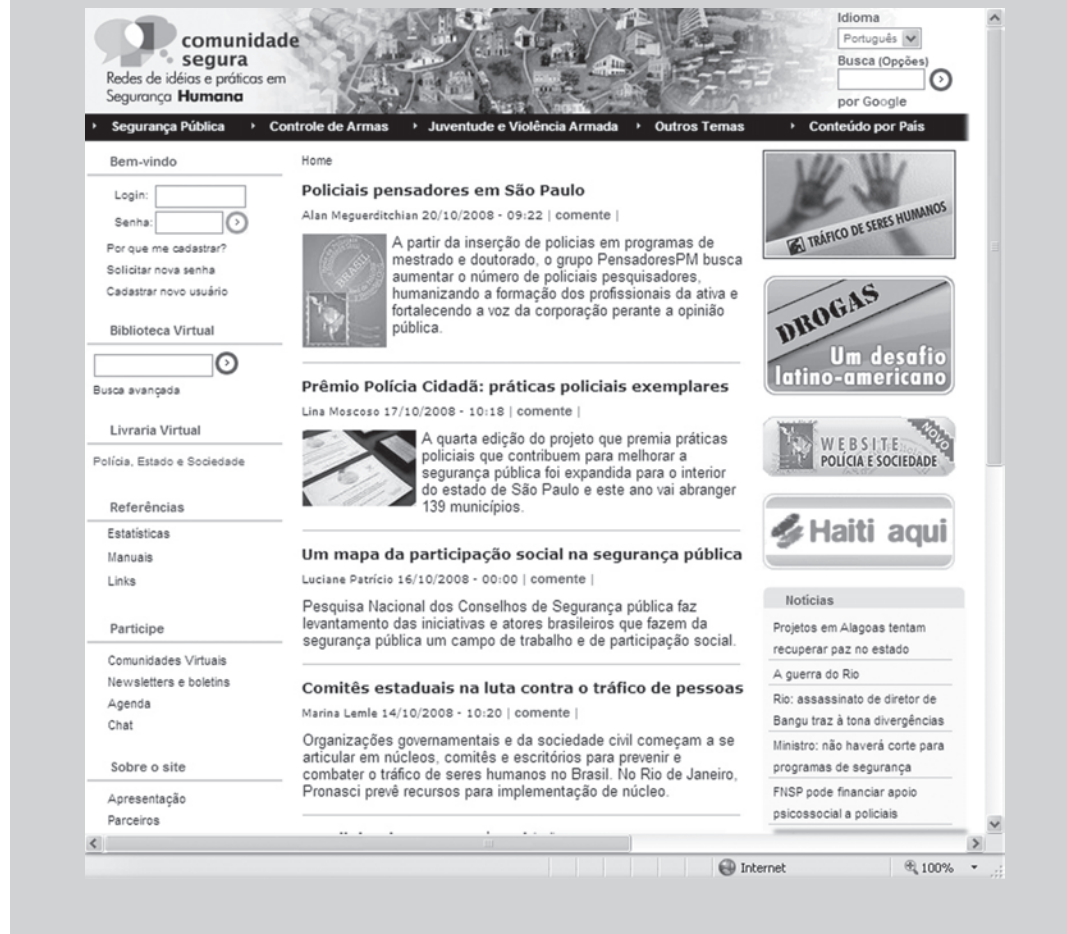 comunidade
segura
Redes de idéias e práticas em
Segurança Humana
Idioma
Português
Busca (Opções)
por Google
Segurança Pública
Controle de Armas
Juventude e Violência Armada
Outros Temas
Conteúdo por País
Bem-vindo
Login:
Senha:
Por que me cadastrar?
Solicitar nova senha
Cadastrar novo usuário
Biblioteca Virtual
Busca avançada
Livraria Virtual
Polícia, Estado e Sociedade
Referências
Estatísticas
Manuais
Links
Participe
Comunidades Virtuais
Newsletters e boletins
Agenda
Chat
Sobre o site
Apresentação
Parceiros
Home
Policiais pensadores em São Paulo
Alan Meguerditchian 20/10/2008 - 09:22 | comente |
BRASIL
A partir da inserção de policias em programas de
mestrado e doutorado, o grupo PensadoresPM busca
aumentar o número de policiais pesquisadores,
humanizando a formação dos profissionais da ativa e
fortalecendo a voz da corporação perante a opinião
pública.
Prêmio Polícia Cidadã: práticas policiais exemplares
Lina Moscoso 17/10/2008 - 10:18 | comente |
A quarta edição do projeto que premia práticas
policiais que contribuem para melhorar a
segurança pública foi expandida para o interior
do estado de São Paulo e este ano vai abranger
139 municípios.
Um mapa da participação social na segurança pública
Luciane Patrício 16/10/2008 - 00:00 | comente |
Pesquisa Nacional dos Conselhos de Segurança pública faz
levantamento das iniciativas e atores brasileiros que fazem da
segurança pública um campo de trabalho e de participação social.
Comitês estaduais na luta contra o tráfico de pessoas
Marina Lemle 14/10/2008 - 10:20 | comente |
Organizações governamentais e da sociedade civil começam a se
articular em núcleos, comitês e escritórios para prevenir e
combater o tráfico de seres humanos no Brasil. No Rio de Janeiro,
Pronasci prevê recursos para implementação de núcleo.
TRÁFICO DE SERES HUMANOS
DROGAS
Um desafio
latino-americano
WEBSITE
POLÍCIA E SOCIEDADE
NOVO
Haiti aqui
Notícias
Projetos em Alagoas tentam
recuperar paz no estado
A guerra do Rio
Rio: assassinato de diretor de
Bangu traz à tona divergências
Ministro: não haverá corte para
programas de segurança
FNSP pode financiar apoio
psicossocial a policiais
Internet
100%